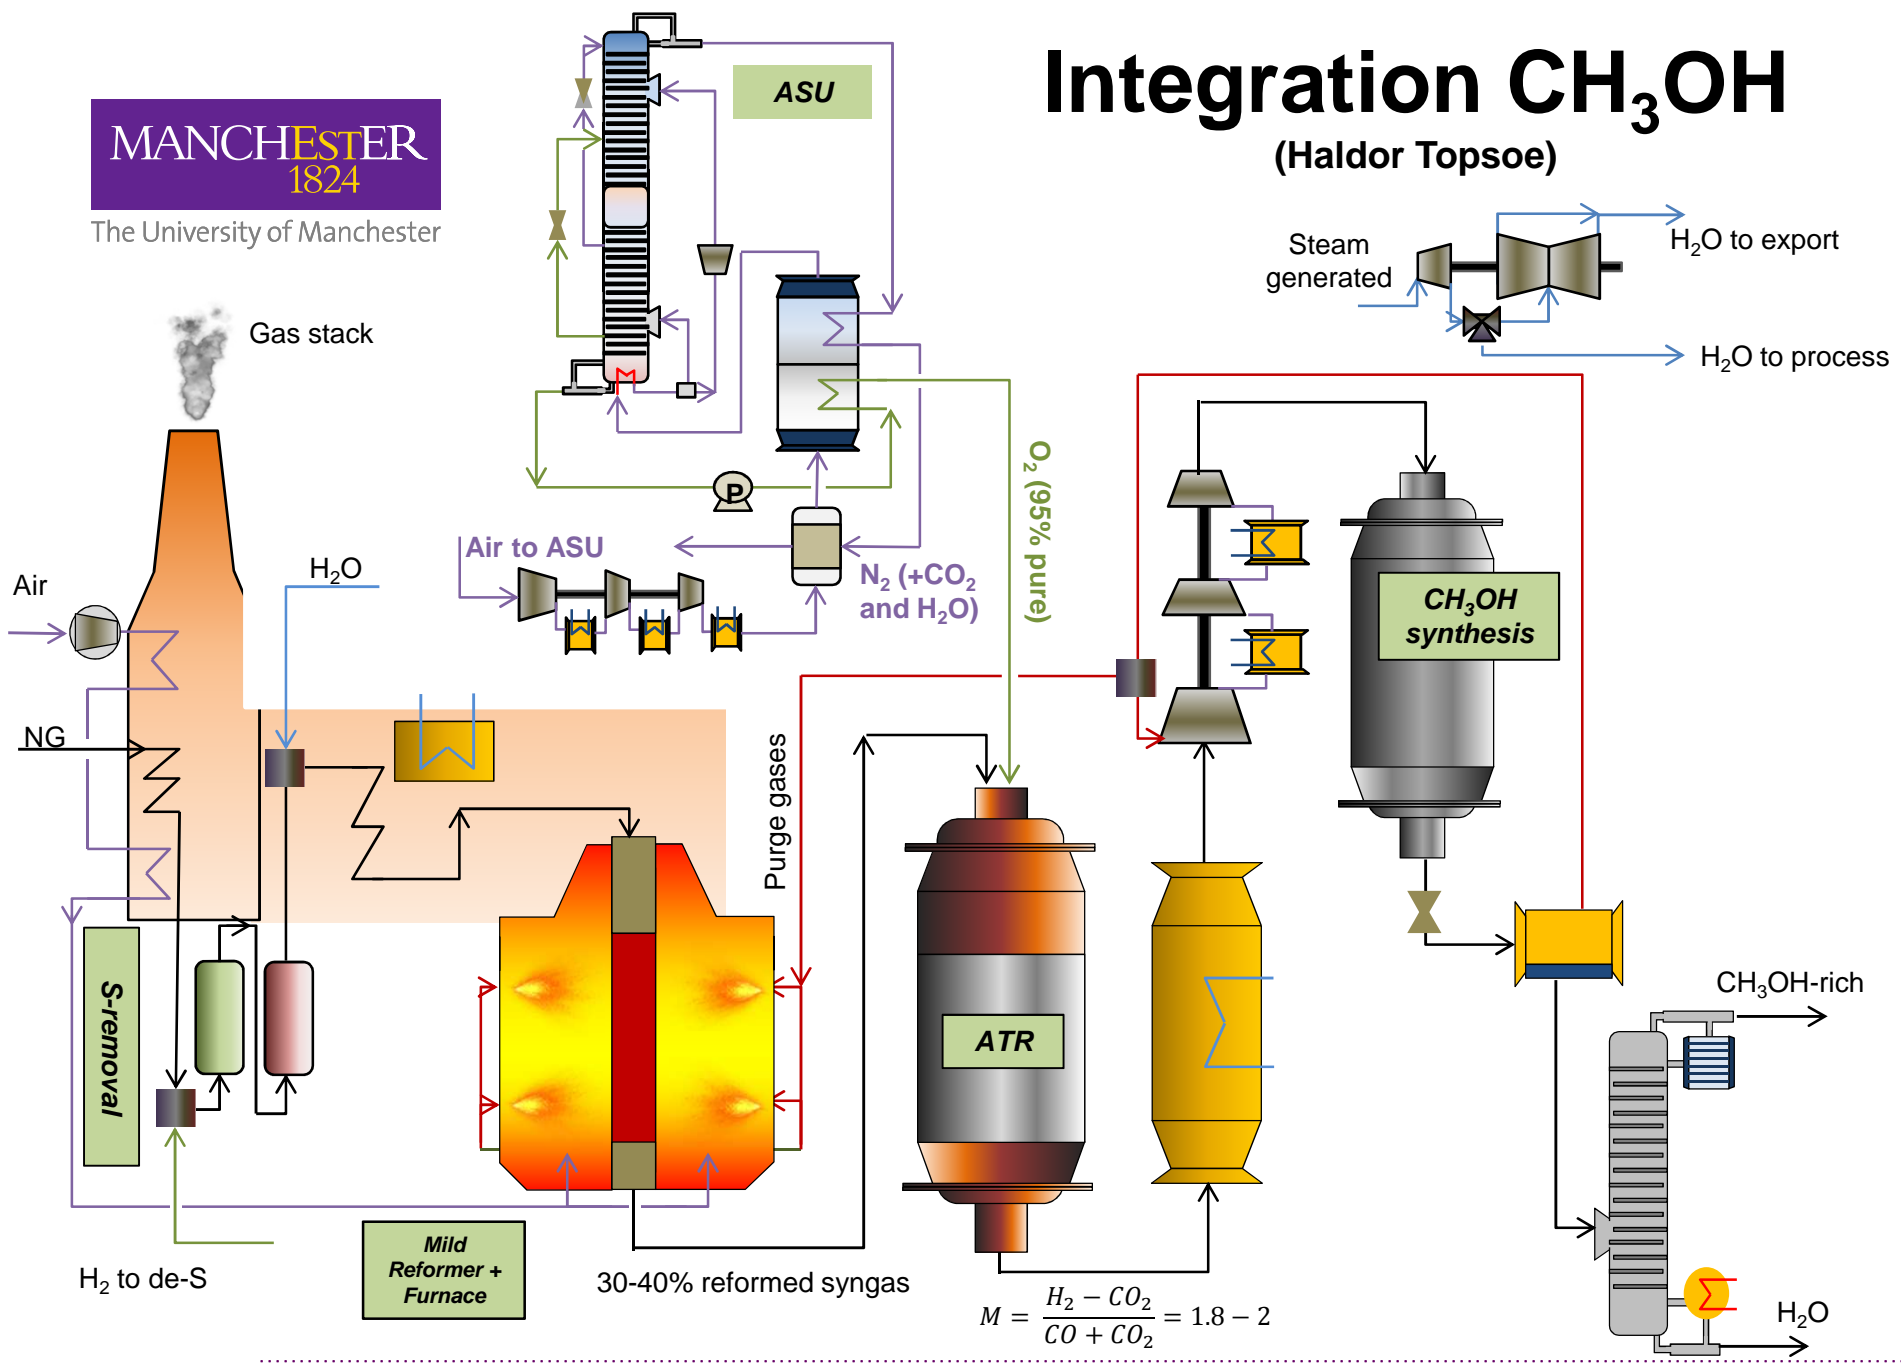 Integration CH₃OH
(Haldor Topsoe)
MANCHEsTER
1824
The University of Manchester
ASU
Steam
generated
H₂O to export
H₂O to process
Gas stack
O₂ (95% pure)
P
Air to ASU
N₂ (+CO₂
and H₂O)
Air
H₂O
NG
CH₃OH
synthesis
Purge gases
S-removal
ATR
CH₃OH-rich
H₂ to de-S
Mild
Reformer +
Furnace
30-40% reformed syngas
M = (H₂ − CO₂)/(CO + CO₂) = 1.8 − 2
H₂O